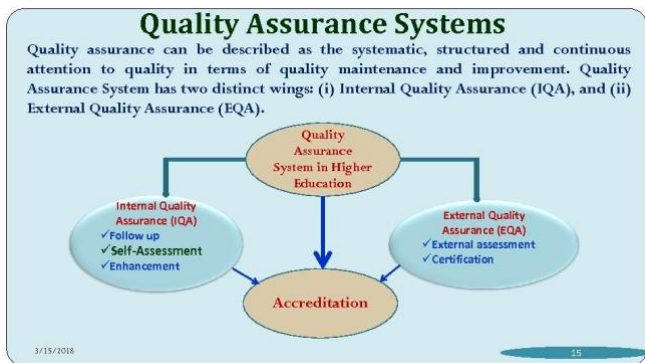 Quality Assurance Systems
Quality assurance can be described as the systematic, structured and continuous
attention to quality in terms of quality maintenance and improvement. Quality
Assurance System has two distinct wings: (i) Internal Quality Assurance (IQA), and (ii)
External Quality Assurance (EQA).
Quality
Assurance
System in Higher
Education
Internal Quality
Assurance (IQA)
✓Follow up
✓Self-Assessment
✓Enhancement
External Quality
Assurance (EQA)
✓External assessment
✓Certification
Accreditation
3/15/2018
15